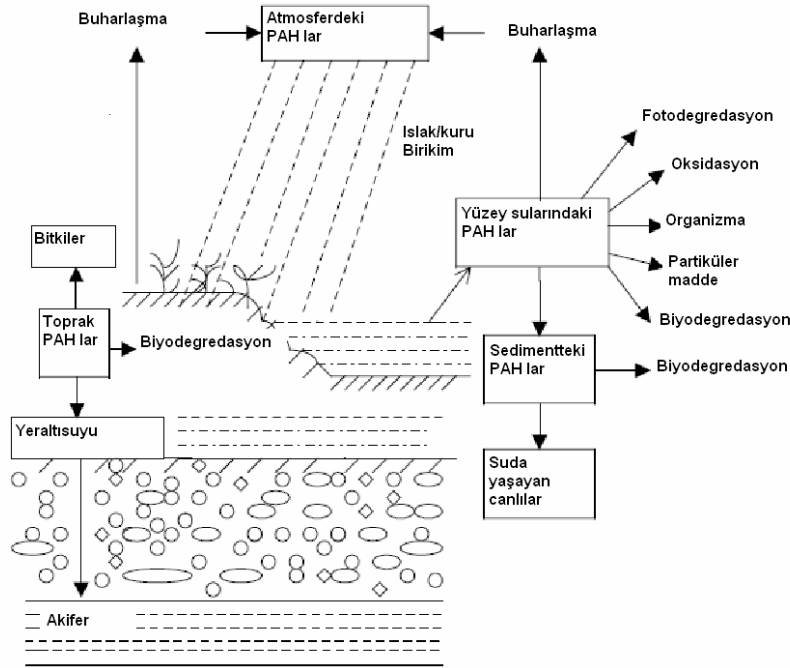 Buharlaşma
Atmosferdeki
PAH lar
Buharlaşma
Islak/kuru
Birikim
Fotodegredasyon
Oksidasyon
Yüzey sularındaki
PAH lar
Organizma
Partiküler
madde
Biyodegredasyon
Bitkiler
Toprak
PAH lar
Biyodegredasyon
Sedimentteki
PAH lar
Biyodegredasyon
Yeraltısuyu
Suda
yaşayan
canlılar
Akifer